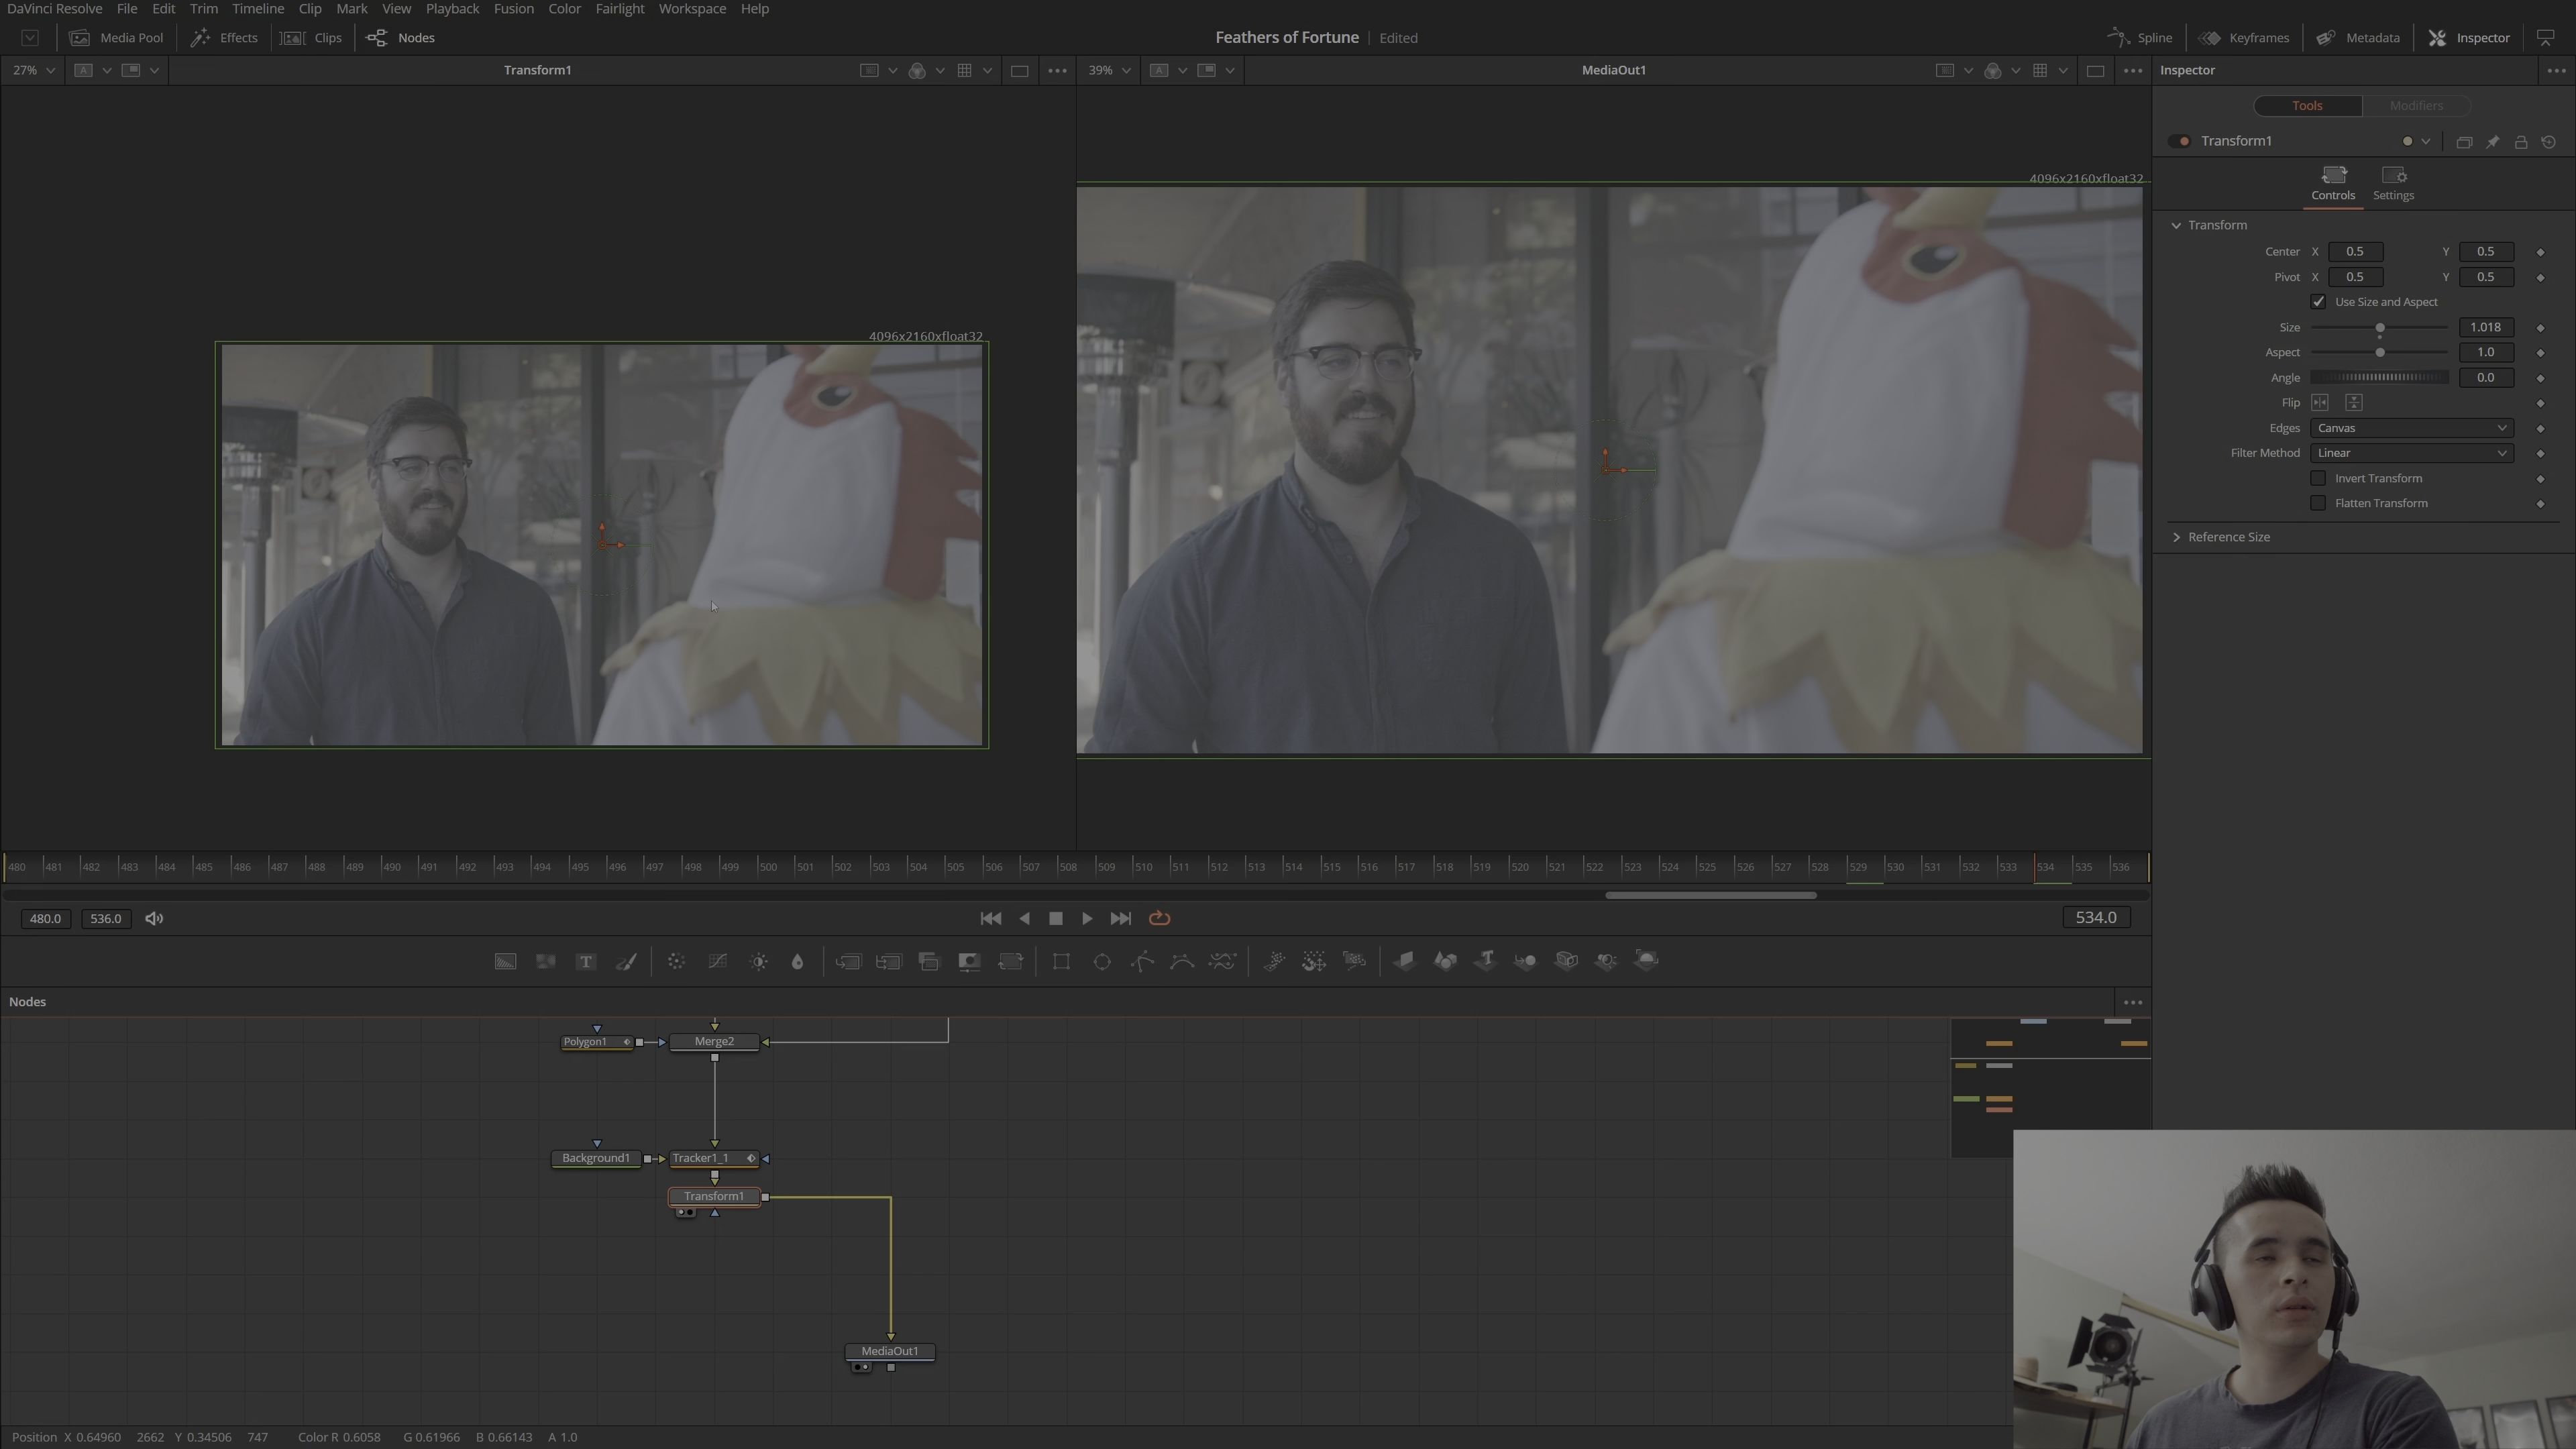 DaVinci Resolve File Edit Trim Timeline Clip Mark View Playback Fusion Color Fairlight Workspace Help
Media Pool Effects Clips Nodes Feathers of Fortune Edited Spline Keyframes Metadata Inspector
27% A Transform1 39% A MediaOut1 Inspector
Tools Modifiers
Transform1
4096x2160xfloat32
Controls Settings
Transform
Center X 0.5 Y 0.5
Pivot X 0.5 Y 0.5
Use Size and Aspect
Size 1.018
4096x2160xfloat32
Aspect 1.0
Angle 0.0
Flip
Edges Canvas
Filter Method Linear
Invert Transform
Flatten Transform
Reference Size
480 481 482 483 484 485 486 487 488 489 490 491 492 493 494 495 496 497 498 499 500 501 502 503 504 505 506 507 508 509 510 511 512 513 514 515 516 517 518 519 520 521 522 523 524 525 526 527 528 529 530 531 532 533 534 535 536
480.0 536.0 534.0
T T
Nodes
Polygon1 Merge2
Background1 Tracker1_1
Transform1
MediaOut1
Position X 0.64960 2662 Y 0.34506 747 Color R 0.6058 G 0.61966 B 0.66143 A 1.0